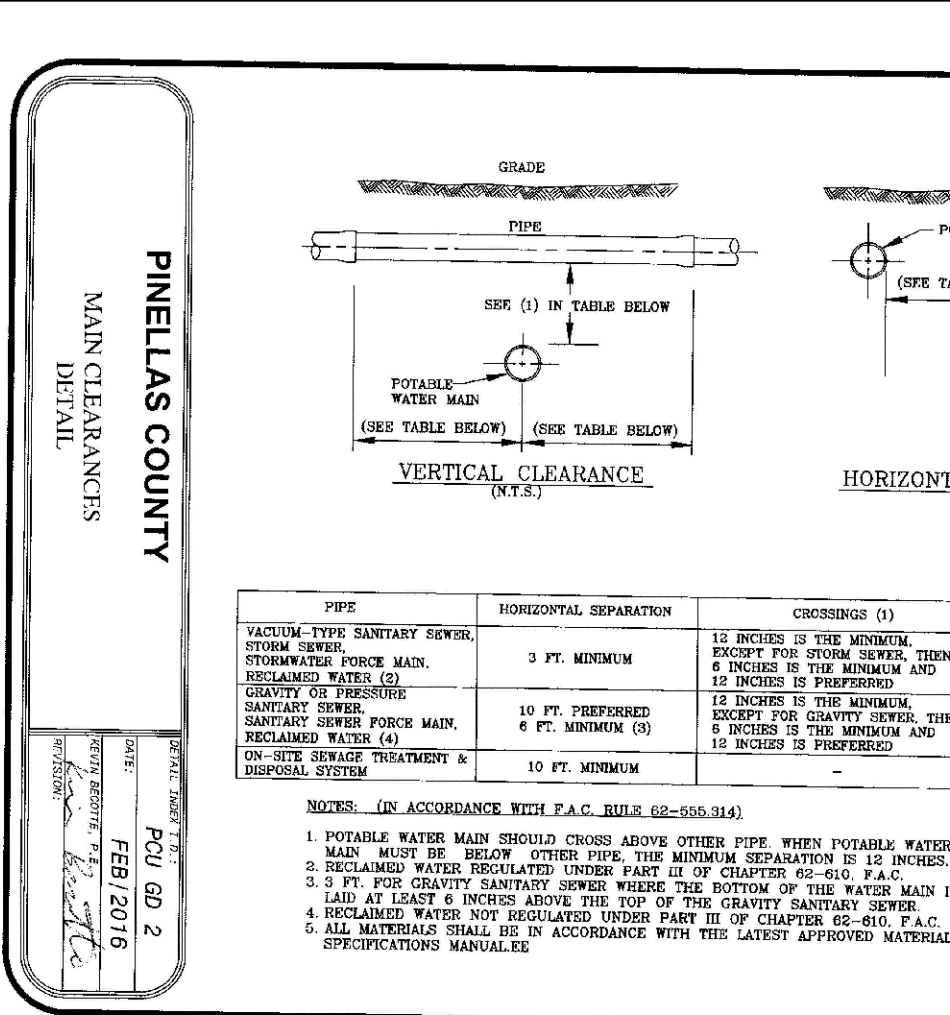 PINELLAS COUNTY
MAIN CLEARANCES
DETAIL
DETAIL INDEX I.D.:
PCU GD 2
DATE:
FEB/2016
KEVIN BECOTTE, P.E.
REVISION:
GRADE
PIPE
SEE (1) IN TABLE BELOW
POTABLE
WATER MAIN
(SEE TABLE BELOW) (SEE TABLE BELOW)
VERTICAL CLEARANCE
(N.T.S.)
(SEE
HORIZONT
PIPE HORIZONTAL SEPARATION CROSSINGS (1)
VACUUM-TYPE SANITARY SEWER,
STORM SEWER,
STORMWATER FORCE MAIN,
RECLAIMED WATER (2)
3 FT. MINIMUM
12 INCHES IS THE MINIMUM,
EXCEPT FOR STORM SEWER, THEN
6 INCHES IS THE MINIMUM AND
12 INCHES IS PREFERRED
GRAVITY OR PRESSURE
SANITARY SEWER,
SANITARY SEWER FORCE MAIN,
RECLAIMED WATER (4)
10 FT. PREFERRED
6 FT. MINIMUM (3)
12 INCHES IS THE MINIMUM,
EXCEPT FOR GRAVITY SEWER, THE
6 INCHES IS THE MINIMUM AND
12 INCHES IS PREFERRED
ON-SITE SEWAGE TREATMENT &
DISPOSAL SYSTEM
10 FT. MINIMUM
–
NOTES: (IN ACCORDANCE WITH F.A.C. RULE 62-555.314)
1. POTABLE WATER MAIN SHOULD CROSS ABOVE OTHER PIPE. WHEN POTABLE WATER
MAIN MUST BE BELOW OTHER PIPE, THE MINIMUM SEPARATION IS 12 INCHES.
2. RECLAIMED WATER REGULATED UNDER PART III OF CHAPTER 62-610, F.A.C.
3. 3 FT. FOR GRAVITY SANITARY SEWER WHERE THE BOTTOM OF THE WATER MAIN I
LAID AT LEAST 6 INCHES ABOVE THE TOP OF THE GRAVITY SANITARY SEWER.
4. RECLAIMED WATER NOT REGULATED UNDER PART III OF CHAPTER 62-610, F.A.C.
5. ALL MATERIALS SHALL BE IN ACCORDANCE WITH THE LATEST APPROVED MATERIAL
SPECIFICATIONS MANUAL.EE